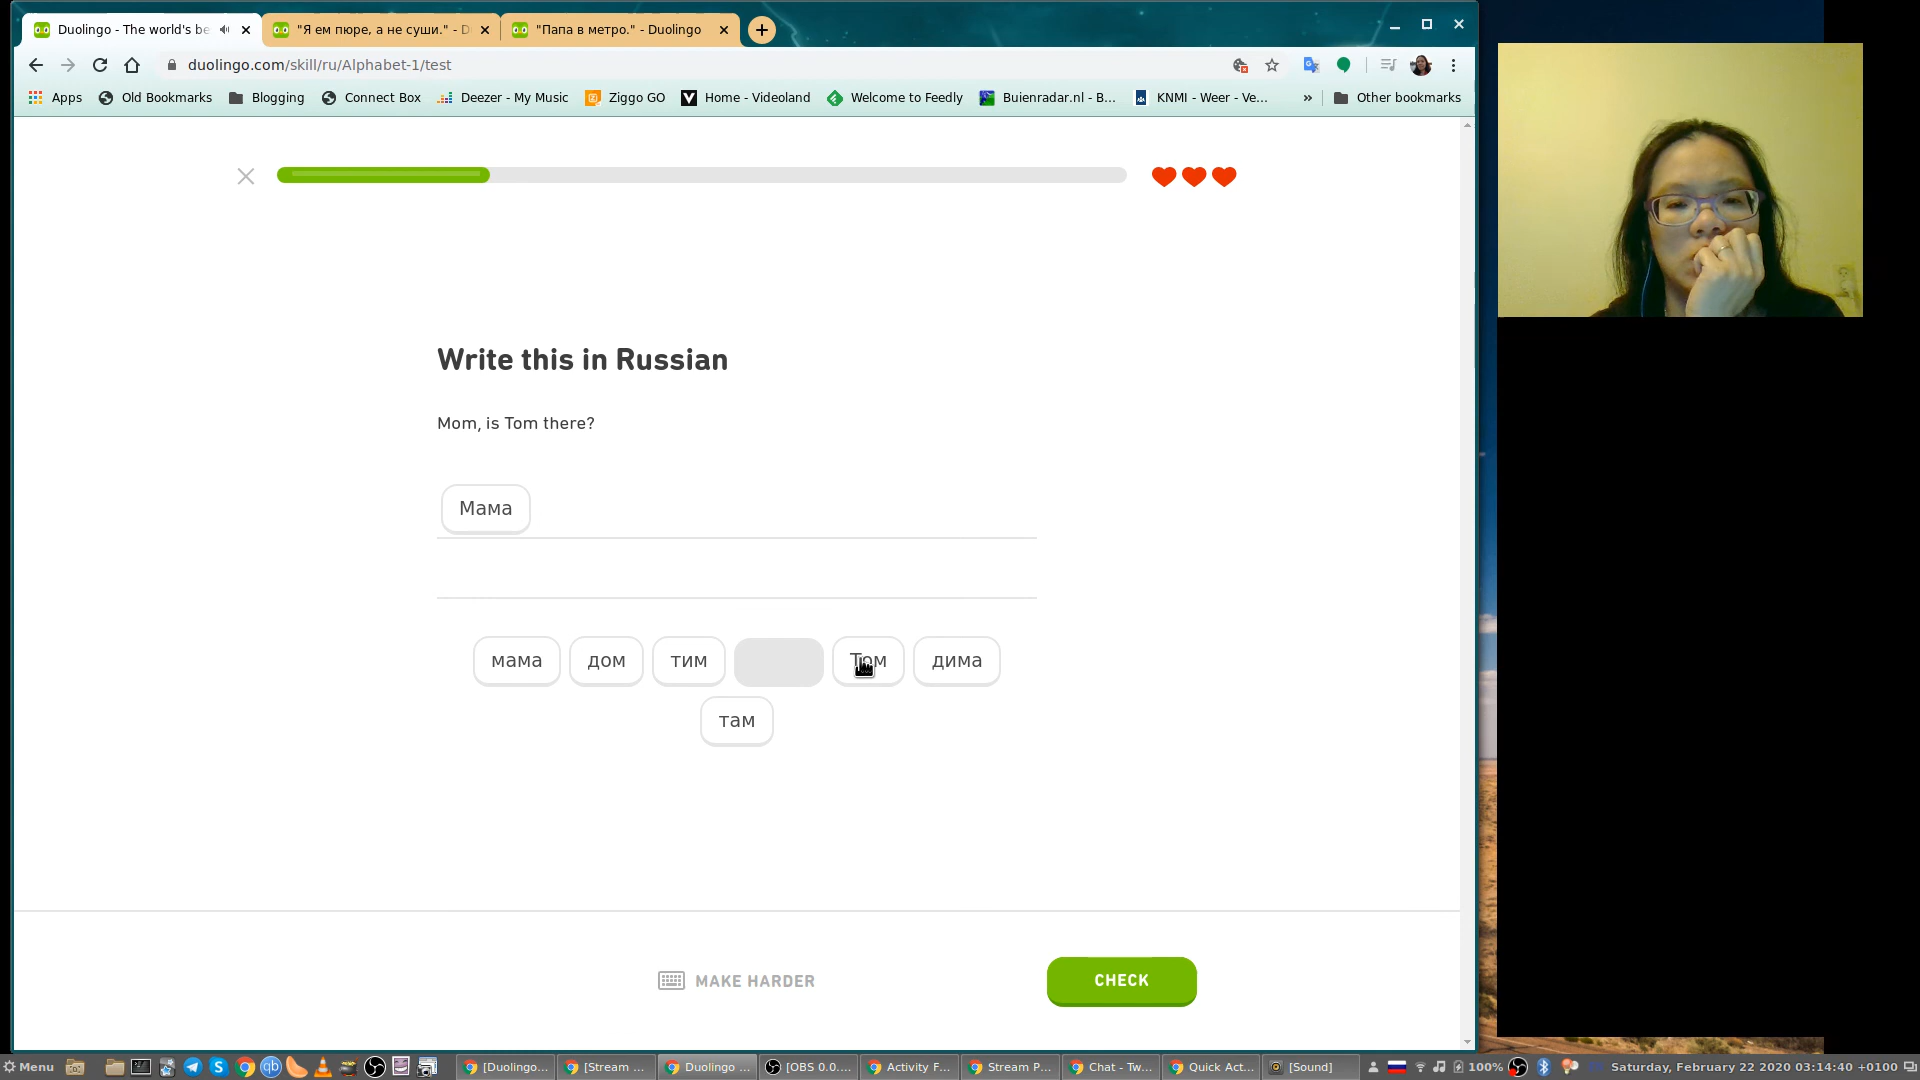 Duolingo - The world's be
"Я ем пюре, а не суши." - D
"Папа в метро." - Duolingo
duolingo.com/skill/ru/Alphabet-1/test
Apps
Old Bookmarks
Blogging
Connect Box
Deezer - My Music
Ziggo GO
Home - Videoland
Welcome to Feedly
Buienradar.nl - B...
KNMI - Weer - Ve...
»
Other bookmarks
Write this in Russian
Mom, is Tom there?
Мама
мама дом тим Том дима
там
MAKE HARDER
CHECK
Menu
[Duolingo...
[Stream ...
Duolingo ...
[OBS 0.0....
Activity F...
Stream P...
Chat - Tw...
Quick Act...
[Sound]
100%
Saturday, February 22 2020 03:14:40 +0100